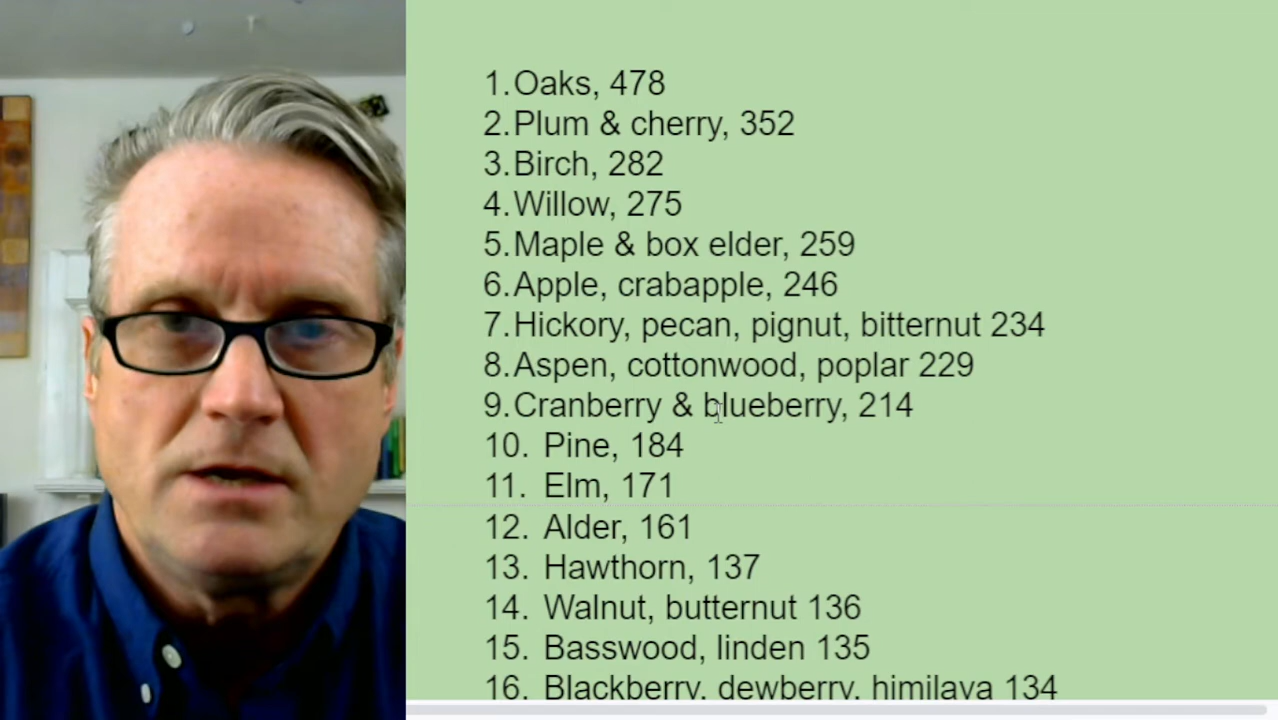 1. Oaks, 478
2. Plum & cherry, 352
3. Birch, 282
4. Willow, 275
5. Maple & box elder, 259
6. Apple, crabapple, 246
7. Hickory, pecan, pignut, bitternut 234
8. Aspen, cottonwood, poplar 229
9. Cranberry & blueberry, 214
10. Pine, 184
11. Elm, 171
12. Alder, 161
13. Hawthorn, 137
14. Walnut, butternut 136
15. Basswood, linden 135
16. Blackberry, dewberry, himilaya 134